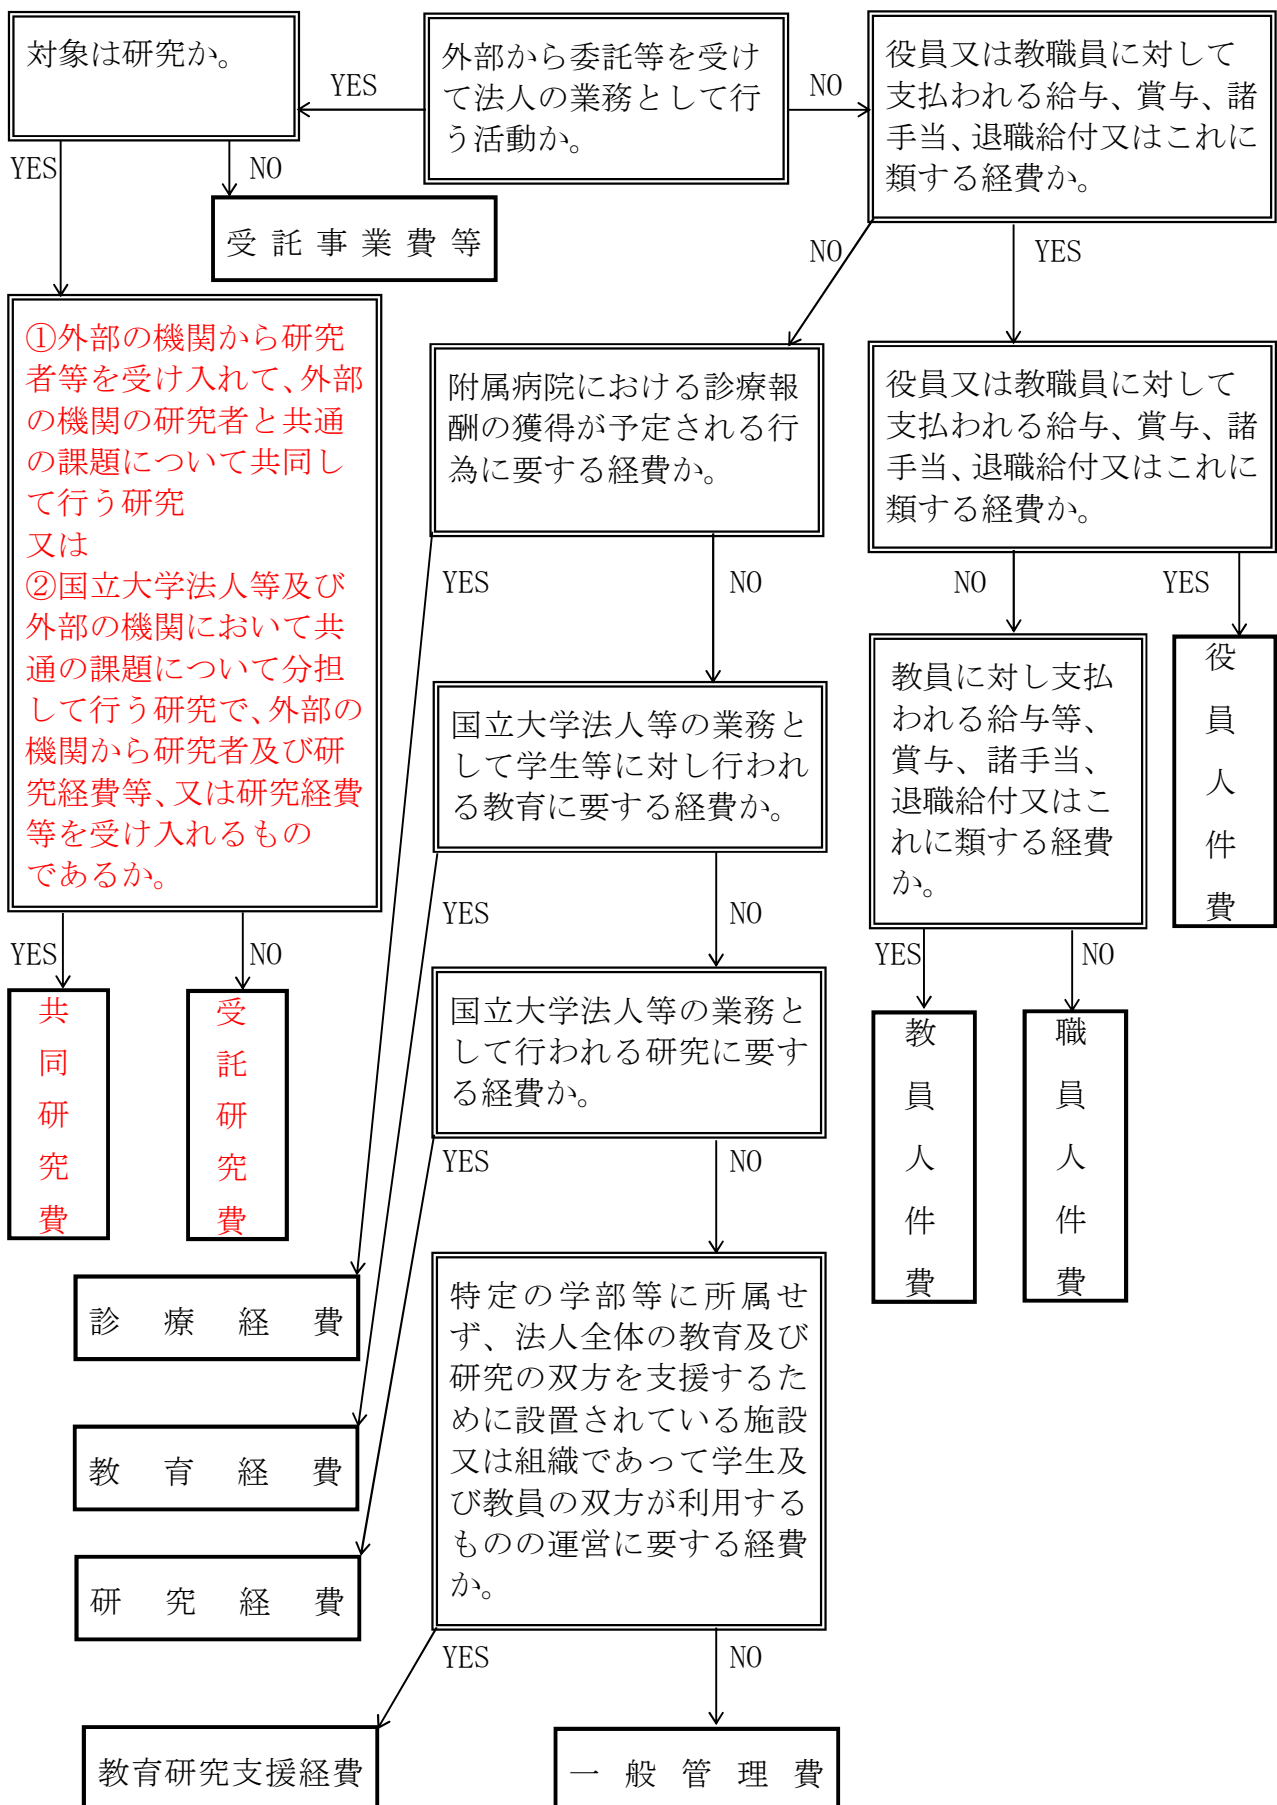 対象は研究か。
YES
外部から委託等を受け
て法人の業務として行
う活動か。
NO
役員又は教職員に対して
支払われる給与、賞与、諸
手当、退職給付又はこれに
類する経費か。
YES
NO
受託事業費等
NO
YES
①外部の機関から研究
者等を受け入れて、外部
の機関の研究者と共通
の課題について共同し
て行う研究
又は
②国立大学法人等及び
外部の機関において共
通の課題について分担
して行う研究で、外部の
機関から研究者及び研
究経費等、又は研究経費
等を受け入れるもの
であるか。
附属病院における診療報
酬の獲得が予定される行
為に要する経費か。
役員又は教職員に対して
支払われる給与、賞与、諸
手当、退職給付又はこれに
類する経費か。
YES
NO
NO
YES
国立大学法人等の業務と
して学生等に対し行われ
る教育に要する経費か。
教員に対し支払
われる給与等、
賞与、諸手当、
退職給付又はこ
れに類する経費
か。
役員人件費
YES
NO
YES
NO
YES
NO
共同研究費
受託研究費
国立大学法人等の業務と
して行われる研究に要す
る経費か。
教員人件費
職員人件費
YES
NO
診療経費
教育経費
研究経費
特定の学部等に所属せ
ず、法人全体の教育及び
研究の双方を支援するた
めに設置されている施設
又は組織であって学生及
び教員の双方が利用する
ものの運営に要する経費
か。
YES
NO
教育研究支援経費
一般管理費